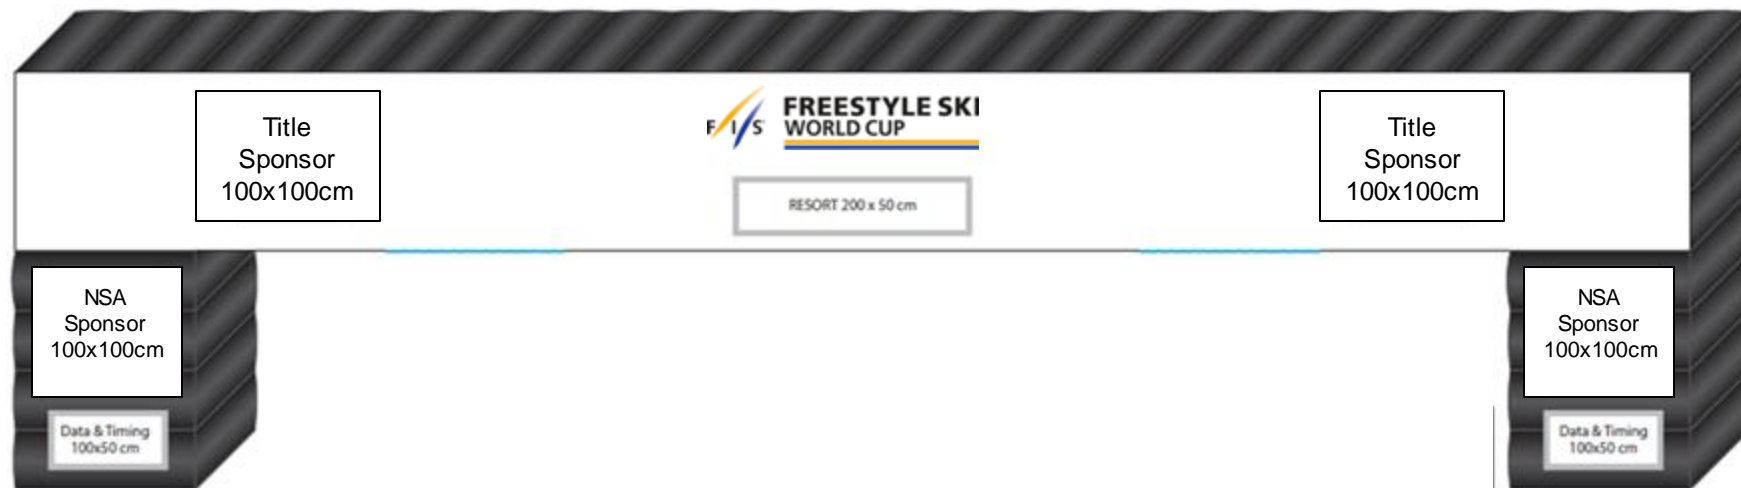 Title
Sponsor
100x100cm
FIS
FREESTYLE SKI
WORLD CUP
RESORT 200 x 50 cm
Title
Sponsor
100x100cm
NSA
Sponsor
100x100cm
Data & Timing
100x50 cm
NSA
Sponsor
100x100cm
Data & Timing
100x50 cm